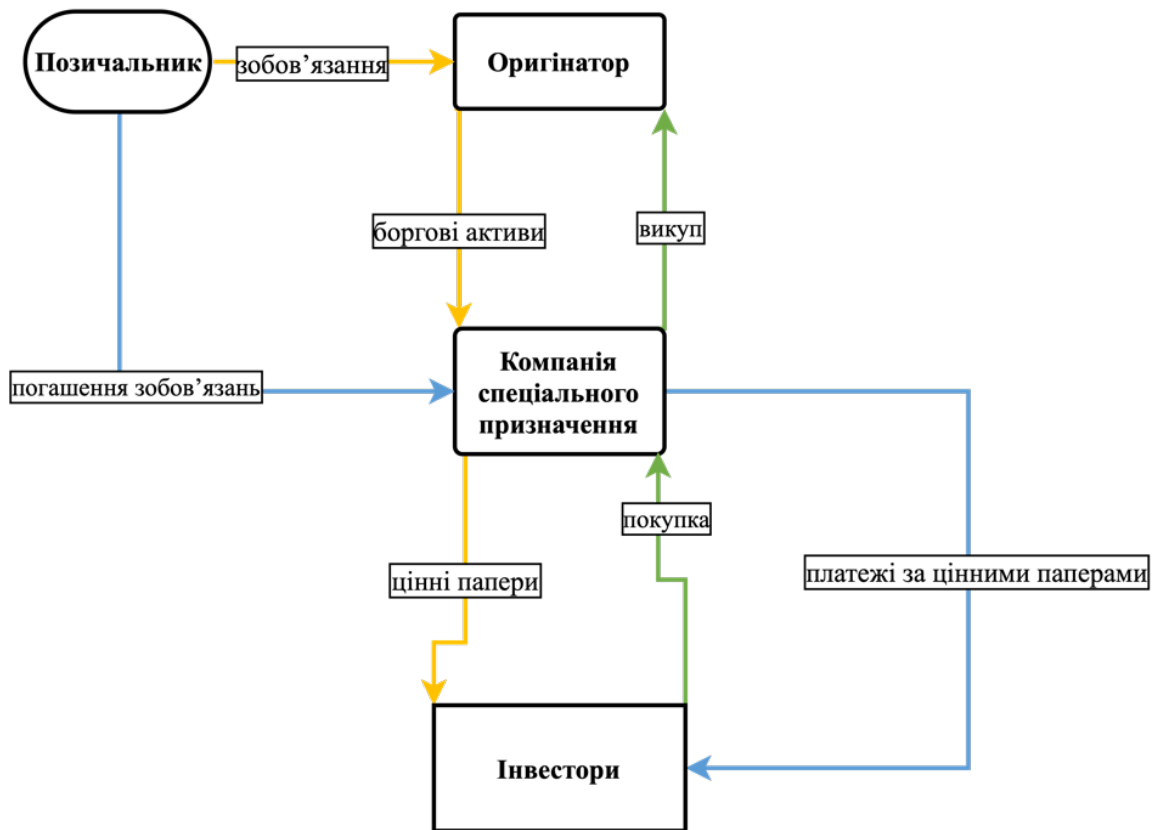 Позичальник
зобов’язання
Оригінатор
боргові активи
викуп
Компанія
спеціального
призначення
погашення зобов’язань
покупка
цінні папери
платежі за цінними паперами
Інвестори